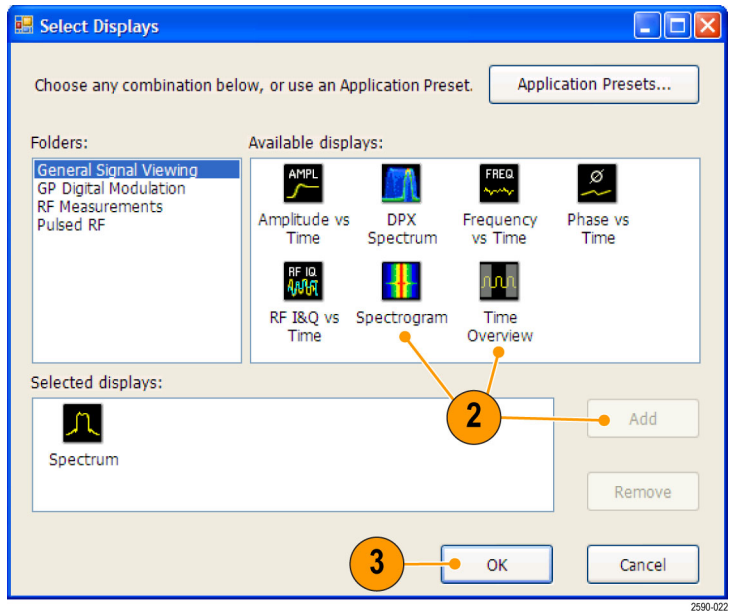 Select Displays
Choose any combination below, or use an Application Preset.
Application Presets...
Folders:
Available displays:
General Signal Viewing
GP Digital Modulation
RF Measurements
Pulsed RF
AMPL
Amplitude vs
Time
DPX
Spectrum
FREQ
Frequency
vs Time
Ø
Phase vs
Time
RF IQ
RF I&Q vs
Time
Spectrogram
Time
Overview
Selected displays:
Spectrum
2
Add
Remove
3
OK
Cancel
2590-022